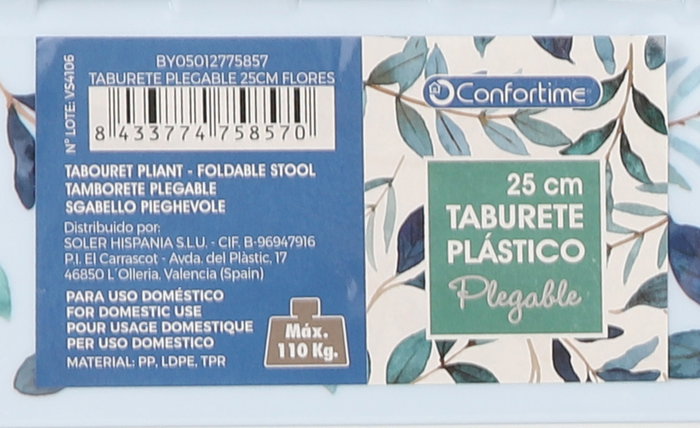 Nº LOTE: VS4106
BY05012775857
TABURETE PLEGABLE 25CM FLORES
8 433774 758570
TABOURET PLIANT - FOLDABLE STOOL
TAMBORETE PLEGABLE
SGABELLO PIEGHEVOLE
Distribuido por:
SOLER HISPANIA S.L.U. - CIF. B-96947916
P.I. El Carrascot - Avda. del Plàstic, 17
46850 L´Olleria. Valencia (Spain)
PARA USO DOMÉSTICO
FOR DOMESTIC USE
POUR USAGE DOMESTIQUE
PER USO DOMESTICO
MATERIAL: PP, LDPE, TPR
Máx.
110 Kg.
Confortime
25 cm
TABURETE
PLÁSTICO
Plegable